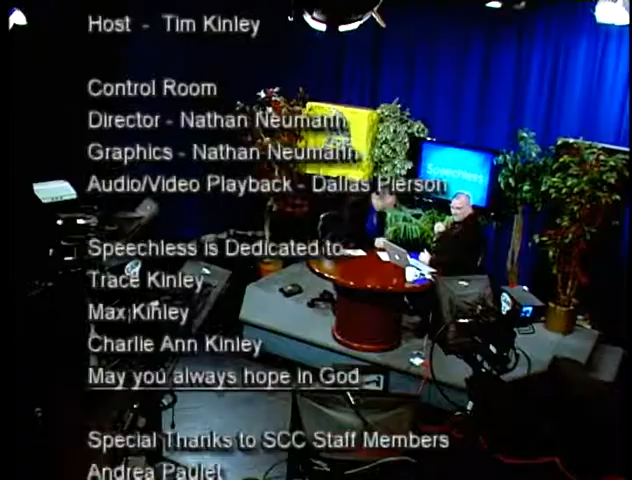 Host - Tim Kinley
Control Room
Director - Nathan Neumann
Graphics - Nathan Neumann
Audio/Video Playback - Dallas Pierson
Speechless
Speechless is Dedicated to
Trace Kinley
Max Kinley
Charlie Ann Kinley
May you always hope in God
Special Thanks to SCC Staff Members
Andrea Paulet